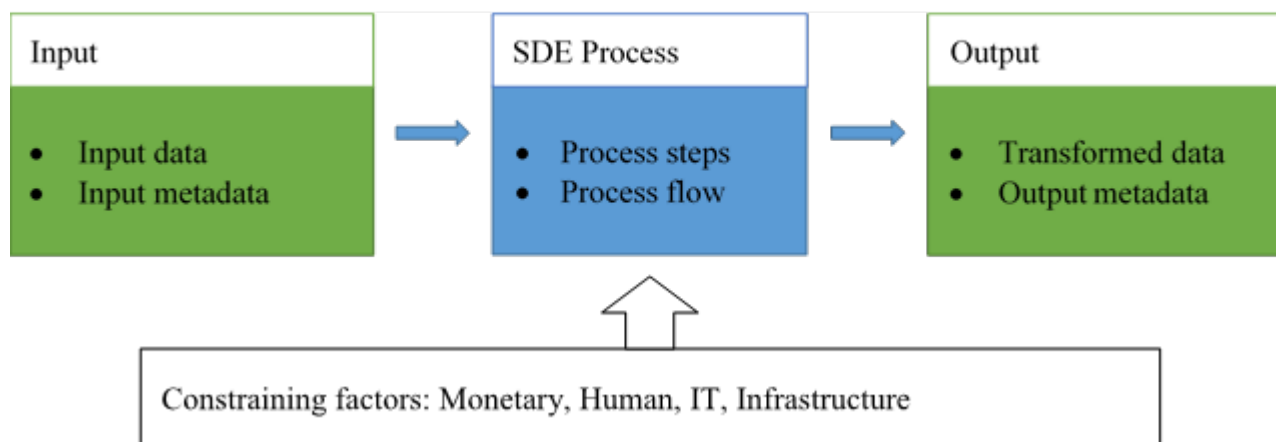 Input
• Input data
• Input metadata
SDE Process
• Process steps
• Process flow
Output
• Transformed data
• Output metadata
Constraining factors: Monetary, Human, IT, Infrastructure